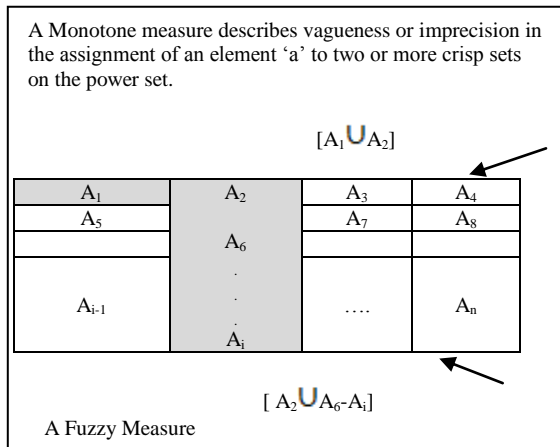 A Monotone measure describes vagueness or imprecision in
the assignment of an element ‘a’ to two or more crisp sets
on the power set.
[A₁⋃A₂]
A₁ A₂ A₃ A₄
A₅ A₇ A₈
A₆
.
.
Aᵢ₋₁ …. Aₙ
.
Aᵢ
[ A₂⋃A₆-Aᵢ]
A Fuzzy Measure